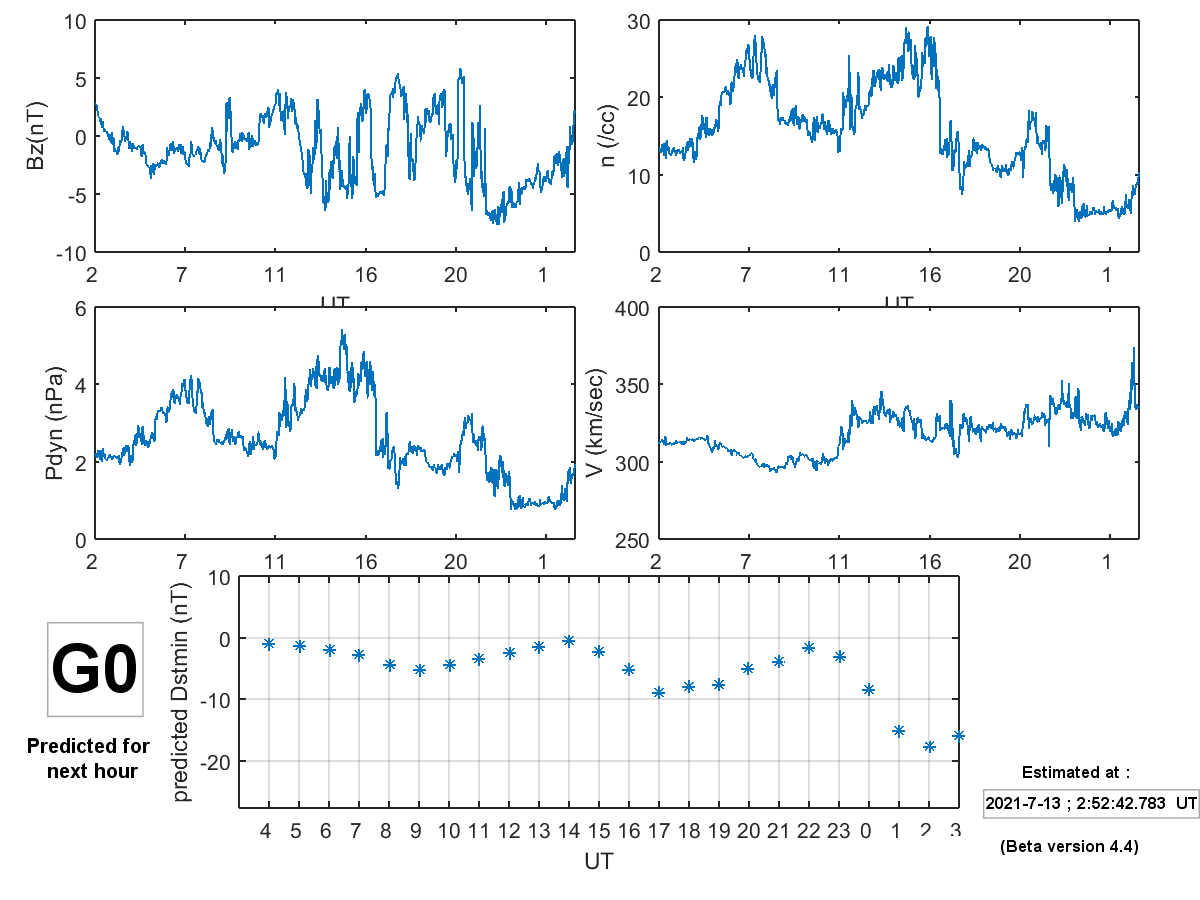 10
5
0
-5
-10
Bz(nT)
2 7 11 16 20 1
UT
30
20
10
0
n (/cc)
2 7 11 16 20 1
UT
6
4
2
0
Pdyn (nPa)
2 7 11 16 20 1
400
350
300
250
V (km/sec)
2 7 11 16 20 1
10
0
-10
-20
predicted Dstmin (nT)
4 5 6 7 8 9 10 11 12 13 14 15 16 17 18 19 20 21 22 23 0 1 2 3
UT
G0
Predicted for
next hour
Estimated at :
2021-7-13 ; 2:52:42.783 UT
(Beta version 4.4)